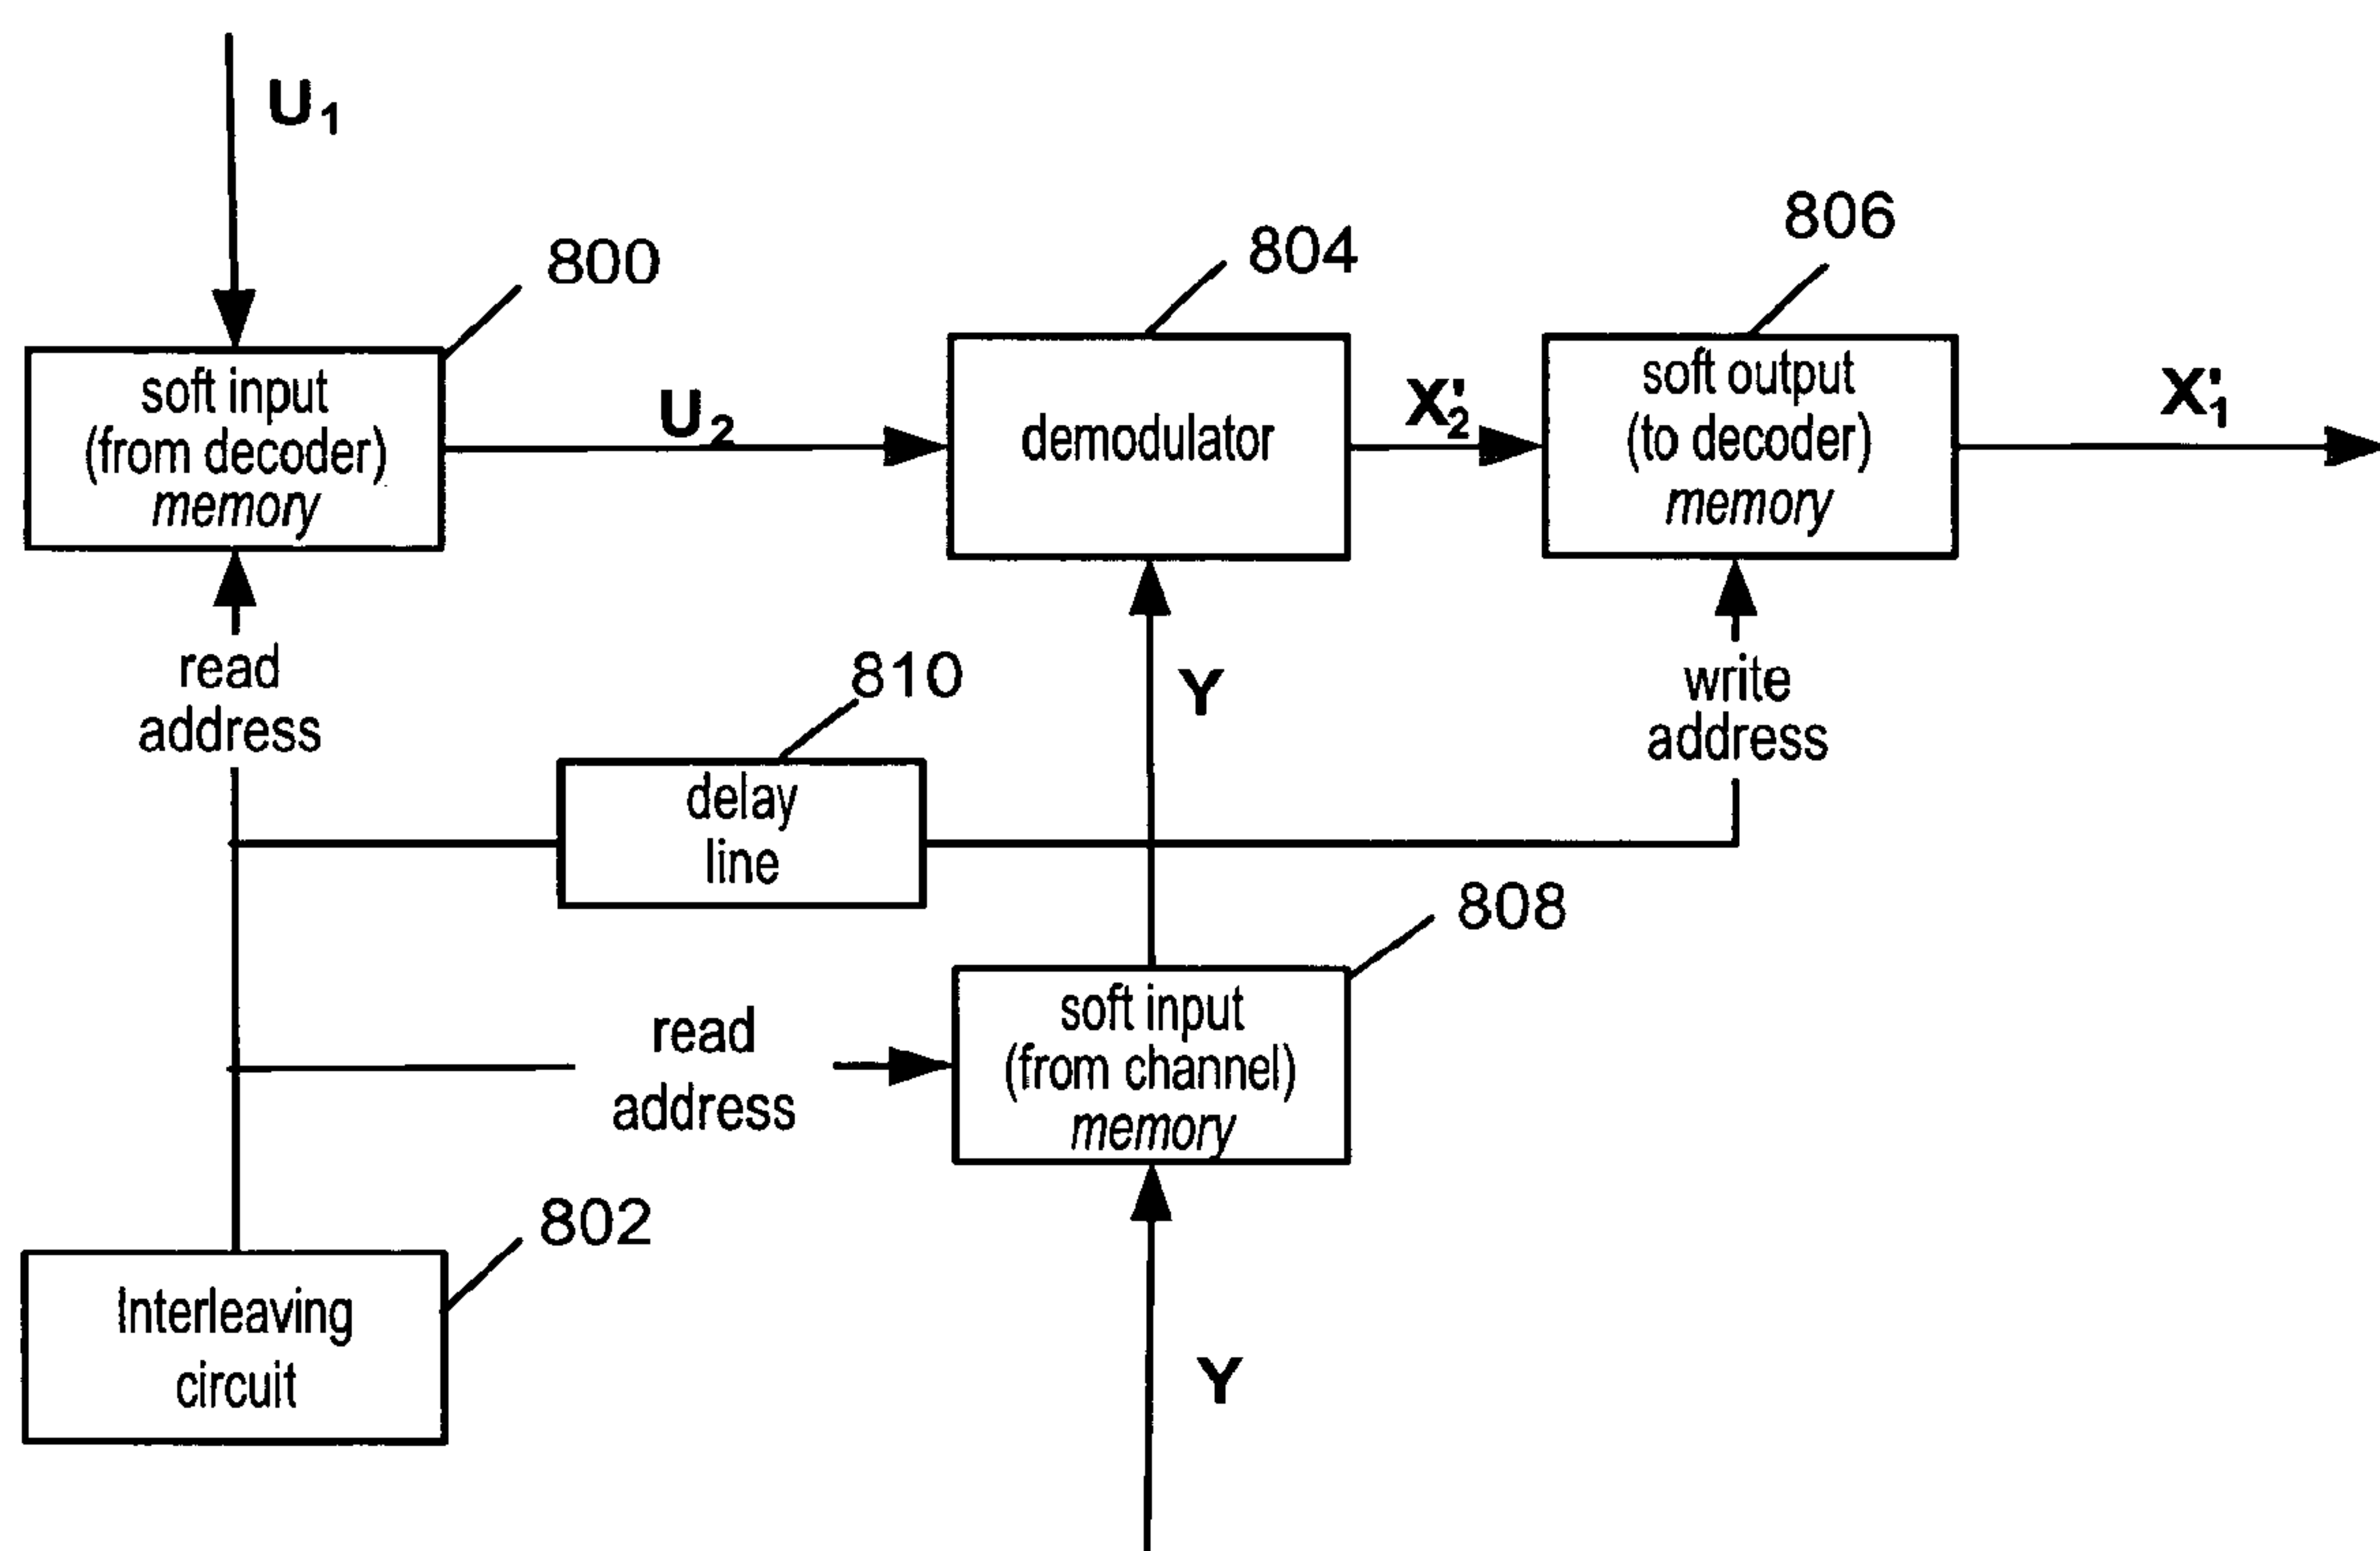 U1
800
804
806
soft input
(from decoder)
memory
U2
demodulator
X'2
soft output
(to decoder)
memory
X'1
read
address
810
Y
write
address
delay
line
808
read
address
soft input
(from channel)
memory
802
Interleaving
circuit
Y